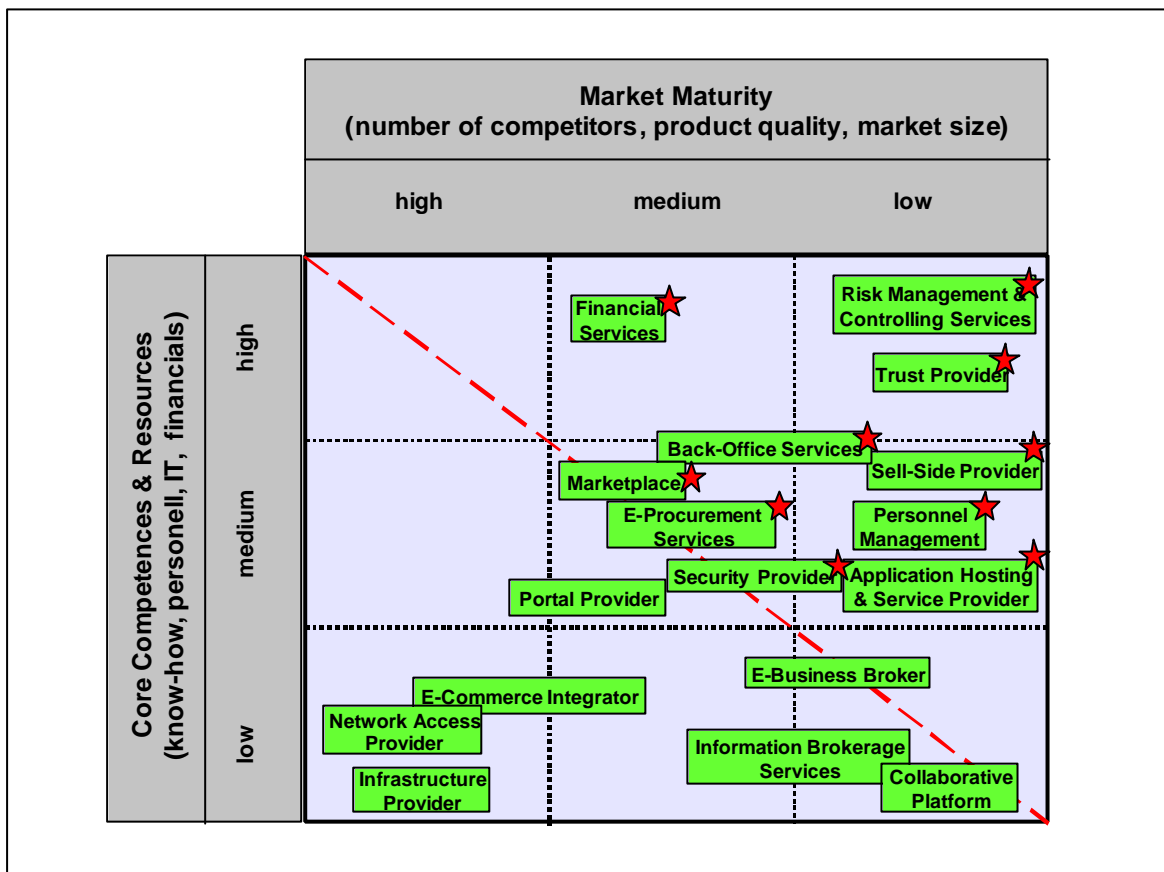 Market Maturity
(number of competitors, product quality, market size)
high
medium
low
Core Competences & Resources
(know-how, personell, IT, financials)
high
medium
low
Financial
Services
Risk Management &
Controlling Services
Trust Provider
Back-Office Services
Sell-Side Provider
Marketplace
E-Procurement
Services
Personnel
Management
Security Provider
Application Hosting
& Service Provider
Portal Provider
E-Business Broker
E-Commerce Integrator
Network Access
Provider
Information Brokerage
Services
Infrastructure
Provider
Collaborative
Platform